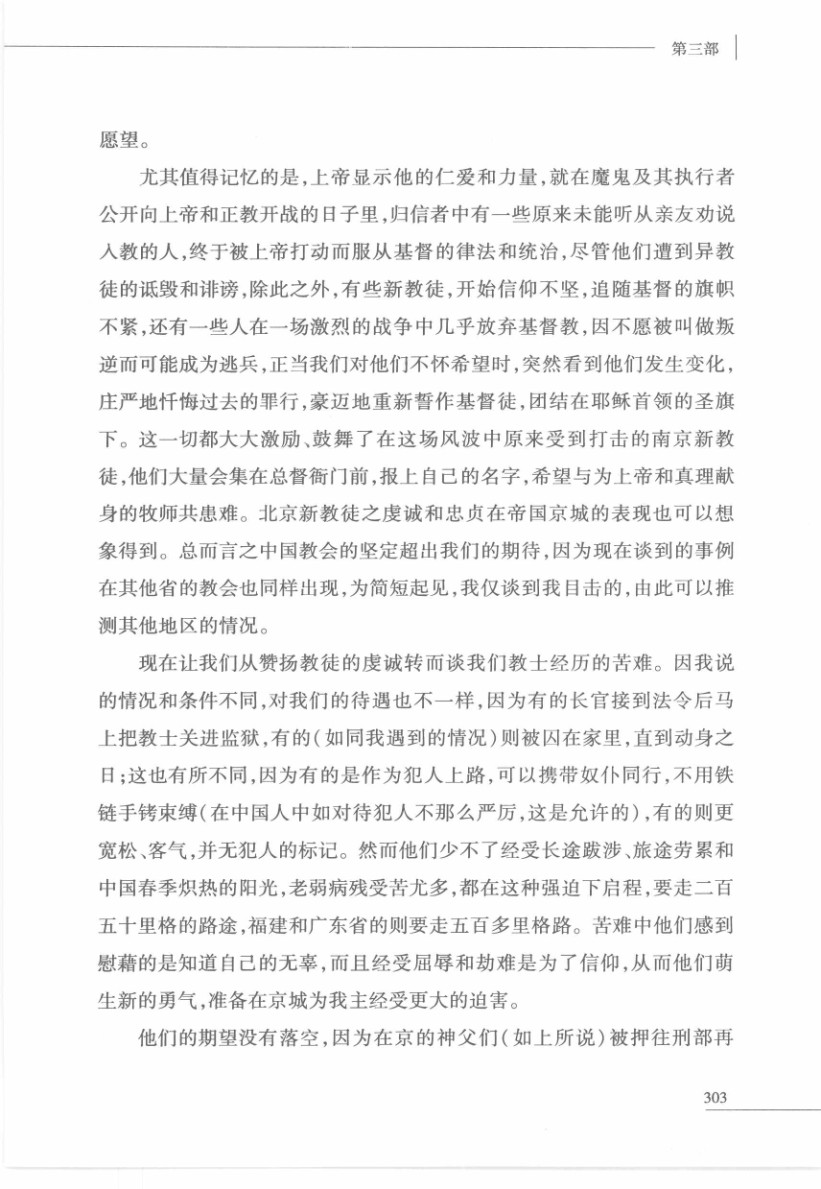 第三部
愿望。
尤其值得记忆的是,上帝显示他的仁爱和力量,就在魔鬼及其执行者
公开向上帝和正教开战的日子里,归信者中有一些原来未能听从亲友劝说
入教的人,终于被上帝打动而服从基督的律法和统治,尽管他们遭到异教
徒的诋毁和诽谤,除此之外,有些新教徒,开始信仰不坚,追随基督的旗帜
不紧,还有一些人在一场激烈的战争中几乎放弃基督教,因不愿被叫做叛
逆而可能成为逃兵,正当我们对他们不怀希望时,突然看到他们发生变化,
庄严地忏悔过去的罪行,豪迈地重新誓作基督徒,团结在耶稣首领的圣旗
下。这一切都大大激励、鼓舞了在这场风波中原来受到打击的南京新教
徒,他们大量会集在总督衙门前,报上自己的名字,希望与为上帝和真理献
身的牧师共患难。北京新教徒之虔诚和忠贞在帝国京城的表现也可以想
象得到。总而言之中国教会的坚定超出我们的期待,因为现在谈到的事例
在其他省的教会也同样出现,为简短起见,我仅谈到我目击的,由此可以推
测其他地区的情况。
现在让我们从赞扬教徒的虔诚转而谈我们教士经历的苦难。因我说
的情况和条件不同,对我们的待遇也不一样,因为有的长官接到法令后马
上把教士关进监狱,有的(如同我遇到的情况)则被囚在家里,直到动身之
日;这也有所不同,因为有的是作为犯人上路,可以携带奴仆同行,不用铁
链手铐束缚(在中国人中如对待犯人不那么严厉,这是允许的),有的则更
宽松、客气,并无犯人的标记。然而他们少不了经受长途跋涉、旅途劳累和
中国春季炽热的阳光,老弱病残受苦尤多,都在这种强迫下启程,要走二百
五十里格的路途,福建和广东省的则要走五百多里格路。苦难中他们感到
慰藉的是知道自己的无辜,而且经受屈辱和劫难是为了信仰,从而他们萌
生新的勇气,准备在京城为我主经受更大的迫害。
他们的期望没有落空,因为在京的神父们(如上所说)被押往刑部再
303